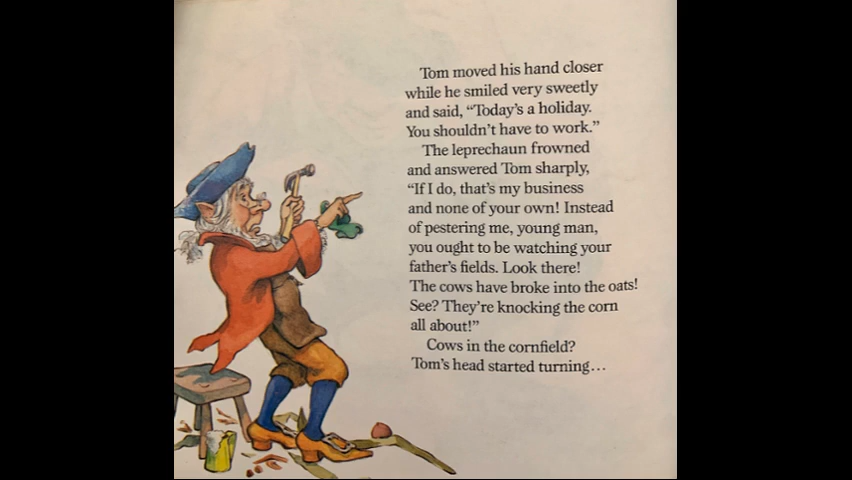 Tom moved his hand closer
while he smiled very sweetly
and said, “Today’s a holiday.
You shouldn’t have to work.”
The leprechaun frowned
and answered Tom sharply,
“If I do, that’s my business
and none of your own! Instead
of pestering me, young man,
you ought to be watching your
father’s fields. Look there!
The cows have broke into the oats!
See? They’re knocking the corn
all about!”
Cows in the cornfield?
Tom’s head started turning…